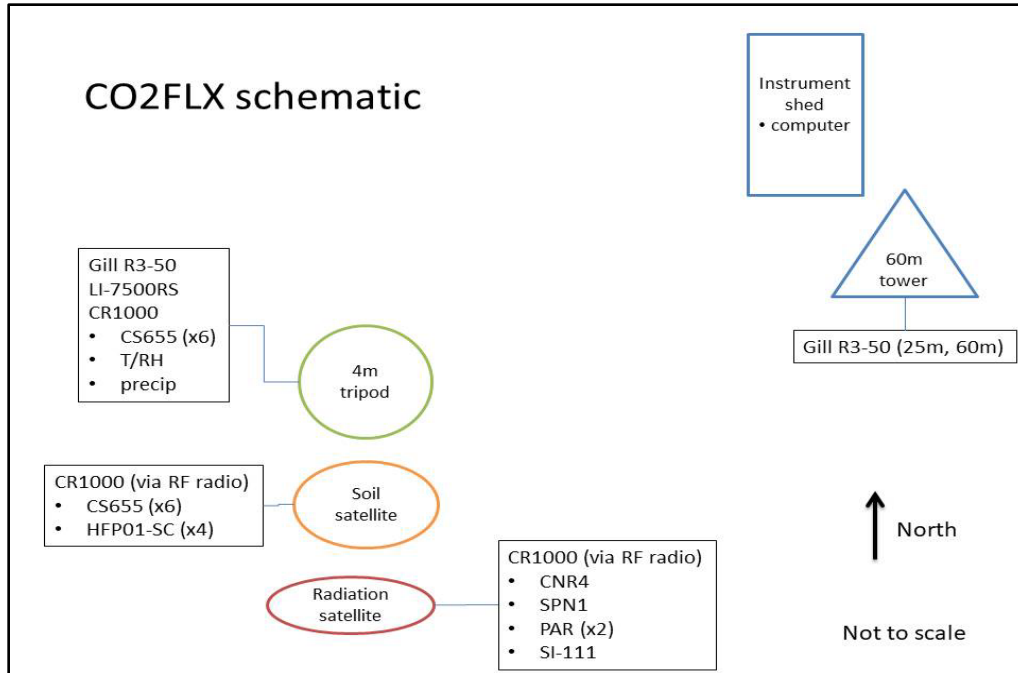 CO2FLX schematic
Instrument
shed
• computer
60m
tower
Gill R3-50 (25m, 60m)
Gill R3-50
LI-7500RS
CR1000
• CS655 (x6)
• T/RH
• precip
4m
tripod
CR1000 (via RF radio)
• CS655 (x6)
• HFP01-SC (x4)
Soil
satellite
North
Radiation
satellite
CR1000 (via RF radio)
• CNR4
• SPN1
• PAR (x2)
• SI-111
Not to scale